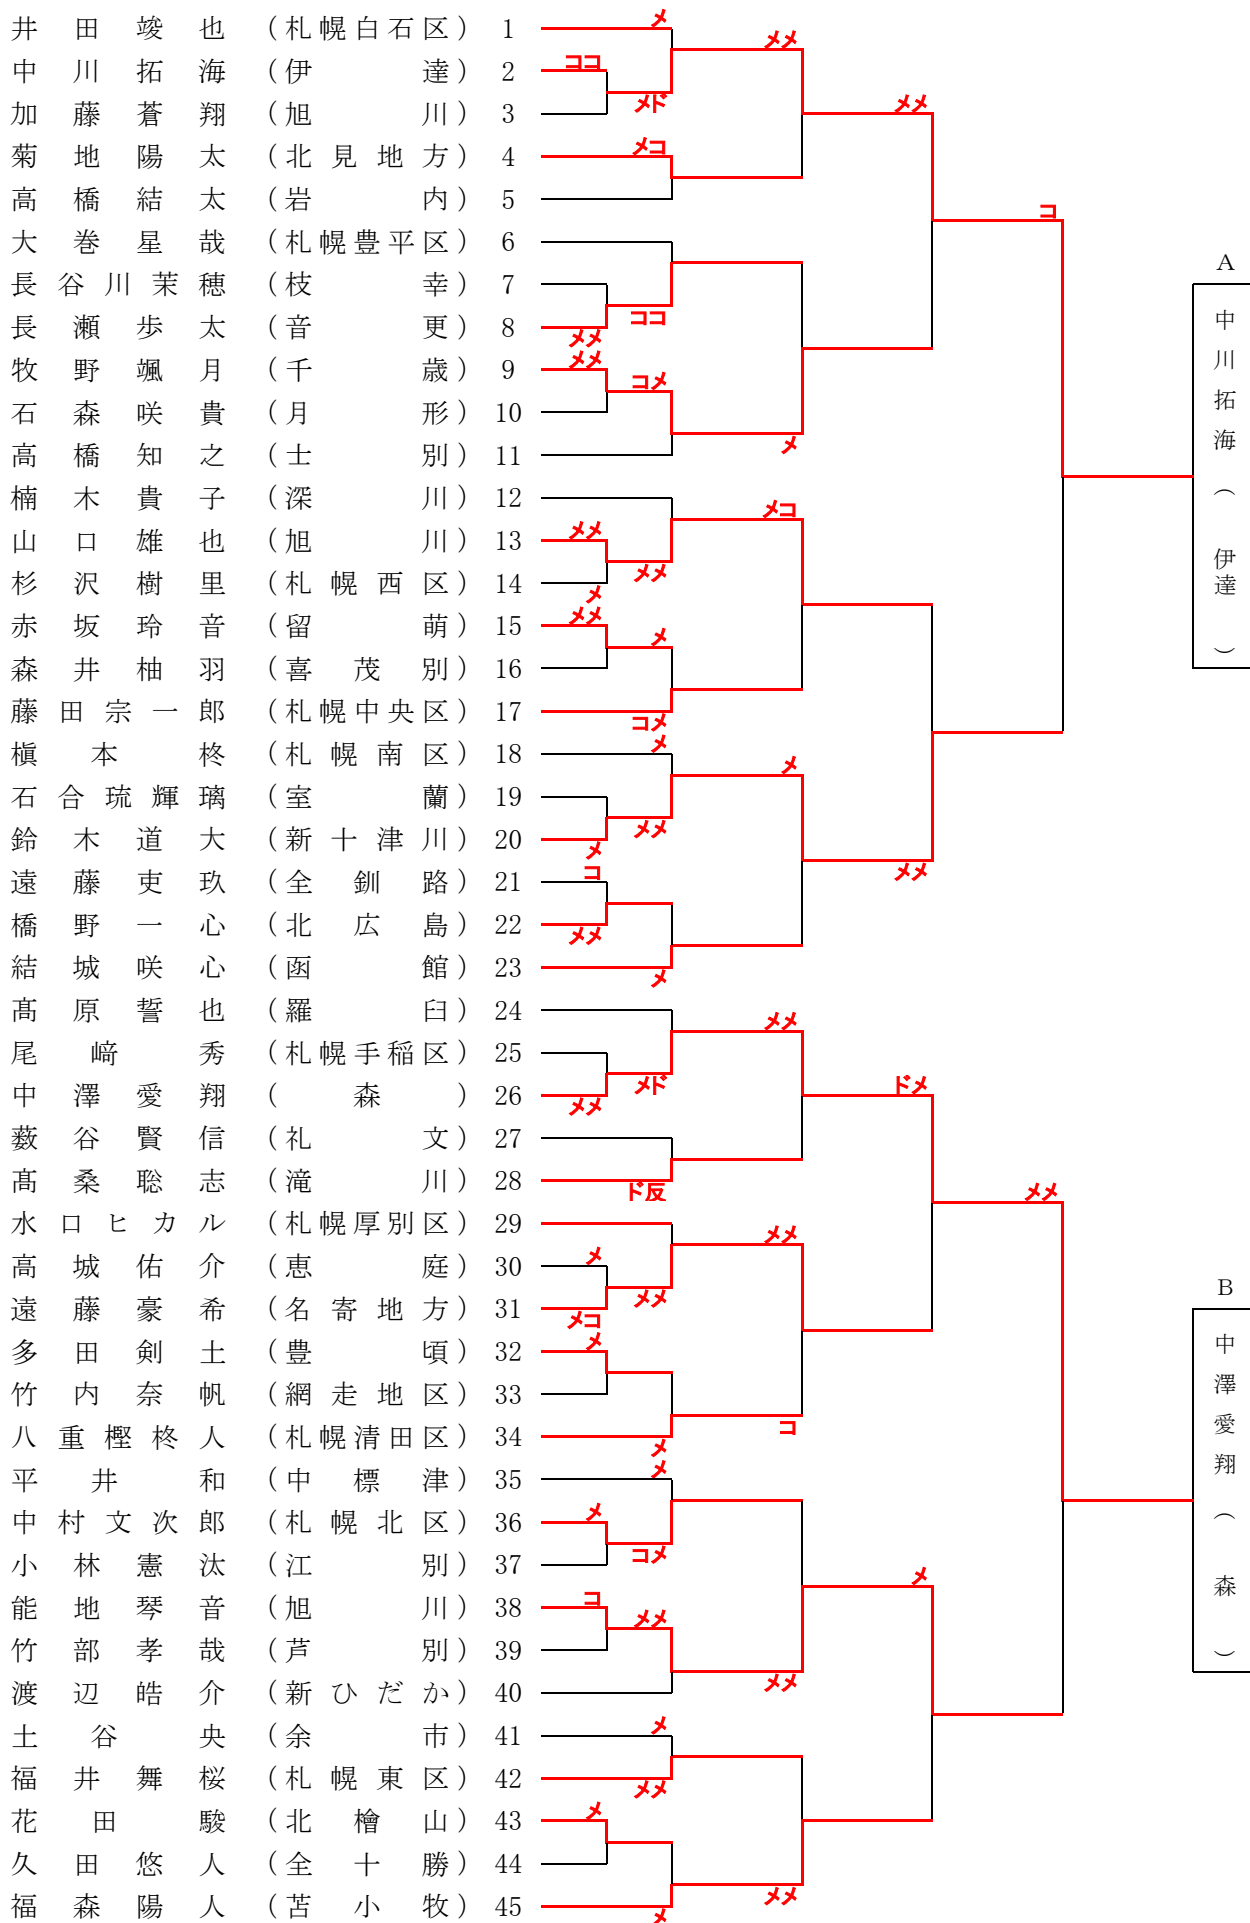 井田竣也（札幌白石区）1 メ
メメ
中川拓海（伊達）2 ココ
メド
メメ
加藤蒼翔（旭川）3
菊地陽太（北見地方）4 メコ
高橋結太（岩内）5
コ
大巻星哉（札幌豊平区）6
A
長谷川茉穂（枝幸）7
ココ
長瀬歩太（音更）8 メメ
牧野颯月（千歳）9 メメ
コメ
石森咲貴（月形）10
高橋知之（士別）11
メ
楠木貴子（深川）12
メコ
山口雄也（旭川）13 メメ
メメ
杉沢樹里（札幌西区）14 メ
赤坂玲音（留萌）15 メメ
メ
森井柚羽（喜茂別）16
藤田宗一郎（札幌中央区）17 コメ
槇本柊（札幌南区）18 メ
メ
石合琉輝璃（室蘭）19
メメ
鈴木道大（新十津川）20 メ
メメ
遠藤吏玖（全釧路）21 コ
橋野一心（北広島）22 メメ
結城咲心（函館）23 メ
髙原誓也（羅臼）24
メメ
尾﨑秀（札幌手稲区）25
メド
ドメ
中澤愛翔（森）26 メメ
薮谷賢信（礼文）27
髙桑聡志（滝川）28 ド反
メメ
水口ヒカル（札幌厚別区）29
メメ
高城佑介（恵庭）30 メ
メメ
B
遠藤豪希（名寄地方）31 メコ
多田剣土（豊頃）32 メ
竹内奈帆（網走地区）33
コ
八重樫柊人（札幌清田区）34 メ
平井和（中標津）35 メ
中村文次郎（札幌北区）36 メ
コメ
小林憲汰（江別）37
メ
能地琴音（旭川）38 コ
メメ
竹部孝哉（芦別）39
メメ
渡辺皓介（新ひだか）40
土谷央（余市）41 メ
福井舞桜（札幌東区）42 メメ
花田駿（北檜山）43 メ
久田悠人（全十勝）44
メメ
福森陽人（苫小牧）45 メ
中川拓海（伊達）
中澤愛翔（森）